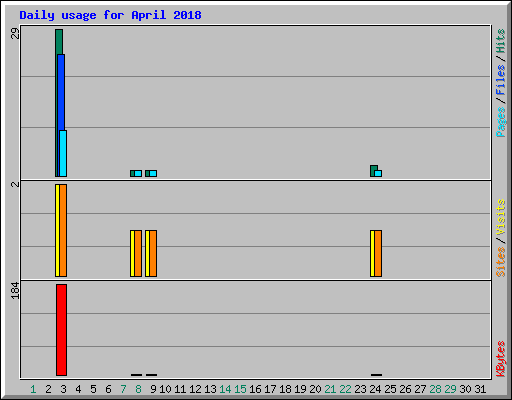 Daily usage for April 2018
29
Pages/Files/Hits
2
Sites/Visits
184
KBytes
1 2 3 4 5 6 7 8 9 10 11 12 13 14 15 16 17 18 19 20 21 22 23 24 25 26 27 28 29 30 31